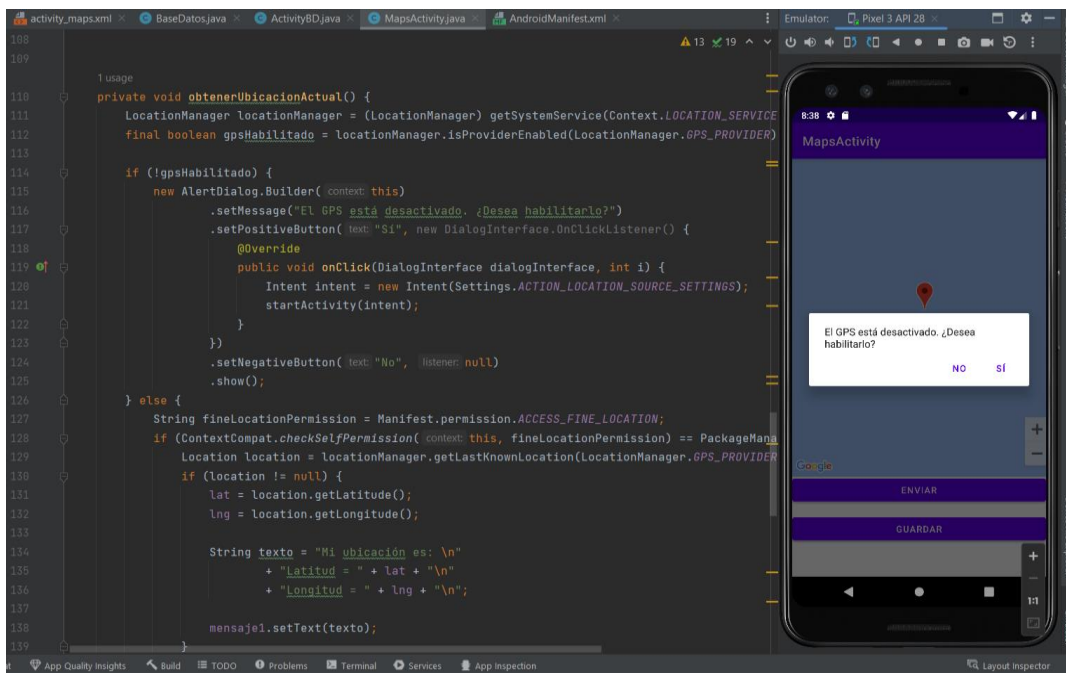 activity_maps.xml BaseDatos.java ActivityBD.java MapsActivity.java AndroidManifest.xml
Emulator: Pixel 3 API 28
13 19
108
109
1 usage
110 private void obtenerUbicacionActual() {
111 LocationManager locationManager = (LocationManager) getSystemService(Context.LOCATION_SERVICE
112 final boolean gpsHabilitado = locationManager.isProviderEnabled(LocationManager.GPS_PROVIDER)
113
114 if (!gpsHabilitado) {
115 new AlertDialog.Builder( context: this)
116 .setMessage("El GPS está desactivado. ¿Desea habilitarlo?")
117 .setPositiveButton( text: "Sí", new DialogInterface.OnClickListener() {
118 @Override
119 public void onClick(DialogInterface dialogInterface, int i) {
120 Intent intent = new Intent(Settings.ACTION_LOCATION_SOURCE_SETTINGS);
121 startActivity(intent);
122 }
123 })
124 .setNegativeButton( text: "No", listener: null)
125 .show();
126 } else {
127 String fineLocationPermission = Manifest.permission.ACCESS_FINE_LOCATION;
128 if (ContextCompat.checkSelfPermission( context: this, fineLocationPermission) == PackageMana
129 Location location = locationManager.getLastKnownLocation(LocationManager.GPS_PROVIDER
130 if (location != null) {
131 lat = location.getLatitude();
132 lng = location.getLongitude();
133
134 String texto = "Mi ubicación es: \n"
135 + "Latitud = " + lat + "\n"
136 + "Longitud = " + lng + "\n";
137
138 mensaje1.setText(texto);
139 }
8:38
MapsActivity
El GPS está desactivado. ¿Desea
habilitarlo?
NO SÍ
Google
+
−
ENVIAR
GUARDAR
+
−
1:1
App Quality Insights Build TODO Problems Terminal Services App Inspection
Layout Inspector